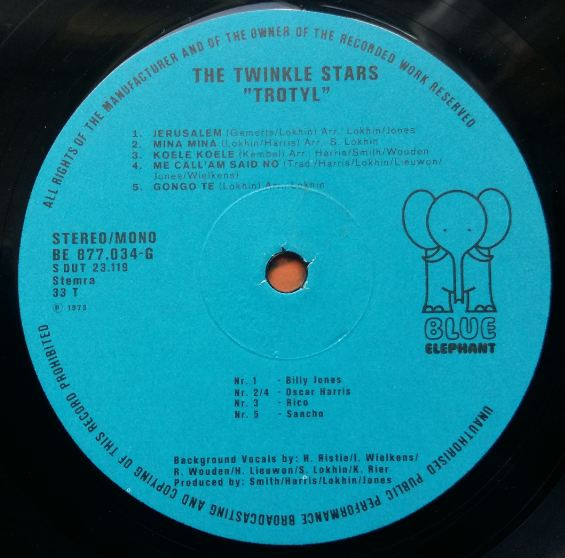 ALL RIGHTS OF THE MANUFACTURER AND OF THE OWNER OF THE RECORDED WORK RESERVED
THE TWINKLE STARS
"TROTYL"
1. JERUSALEM (Gemerts/Lokhin) Arr. Lokhin/Jones
2. MINA MINA (Lokhin/Harris) Arr. S. Lokhin
3. KOELE KOELE (Kembel) Arr. Harris/Smith/Wouden
4. ME CALL'AM SAID NO (Trad/Harris/Lokhin/Lieuwon/
Jones/Wielkens)
5. GONGO TE (Lokhin) Arr. Lokhin
STEREO/MONO
BE 877.034-G
S DUT 23.119
Stemra
33 T
℗ 1975
BLUE
ELEPHANT
Nr. 1 - Billy Jones
Nr. 2/4 - Oscar Harris
Nr. 3 - Rico
Nr. 5 - Sancho
Background Vocals by: H. Ristie/I. Wielkens/
R. Wouden/H. Lieuwon/S. Lokhin/K. Rier
Produced by: Smith/Harris/Lokhin/Jones
UNAUTHORISED PUBLIC PERFORMANCE BROADCASTING AND COPYING OF THIS RECORD PROHIBITED